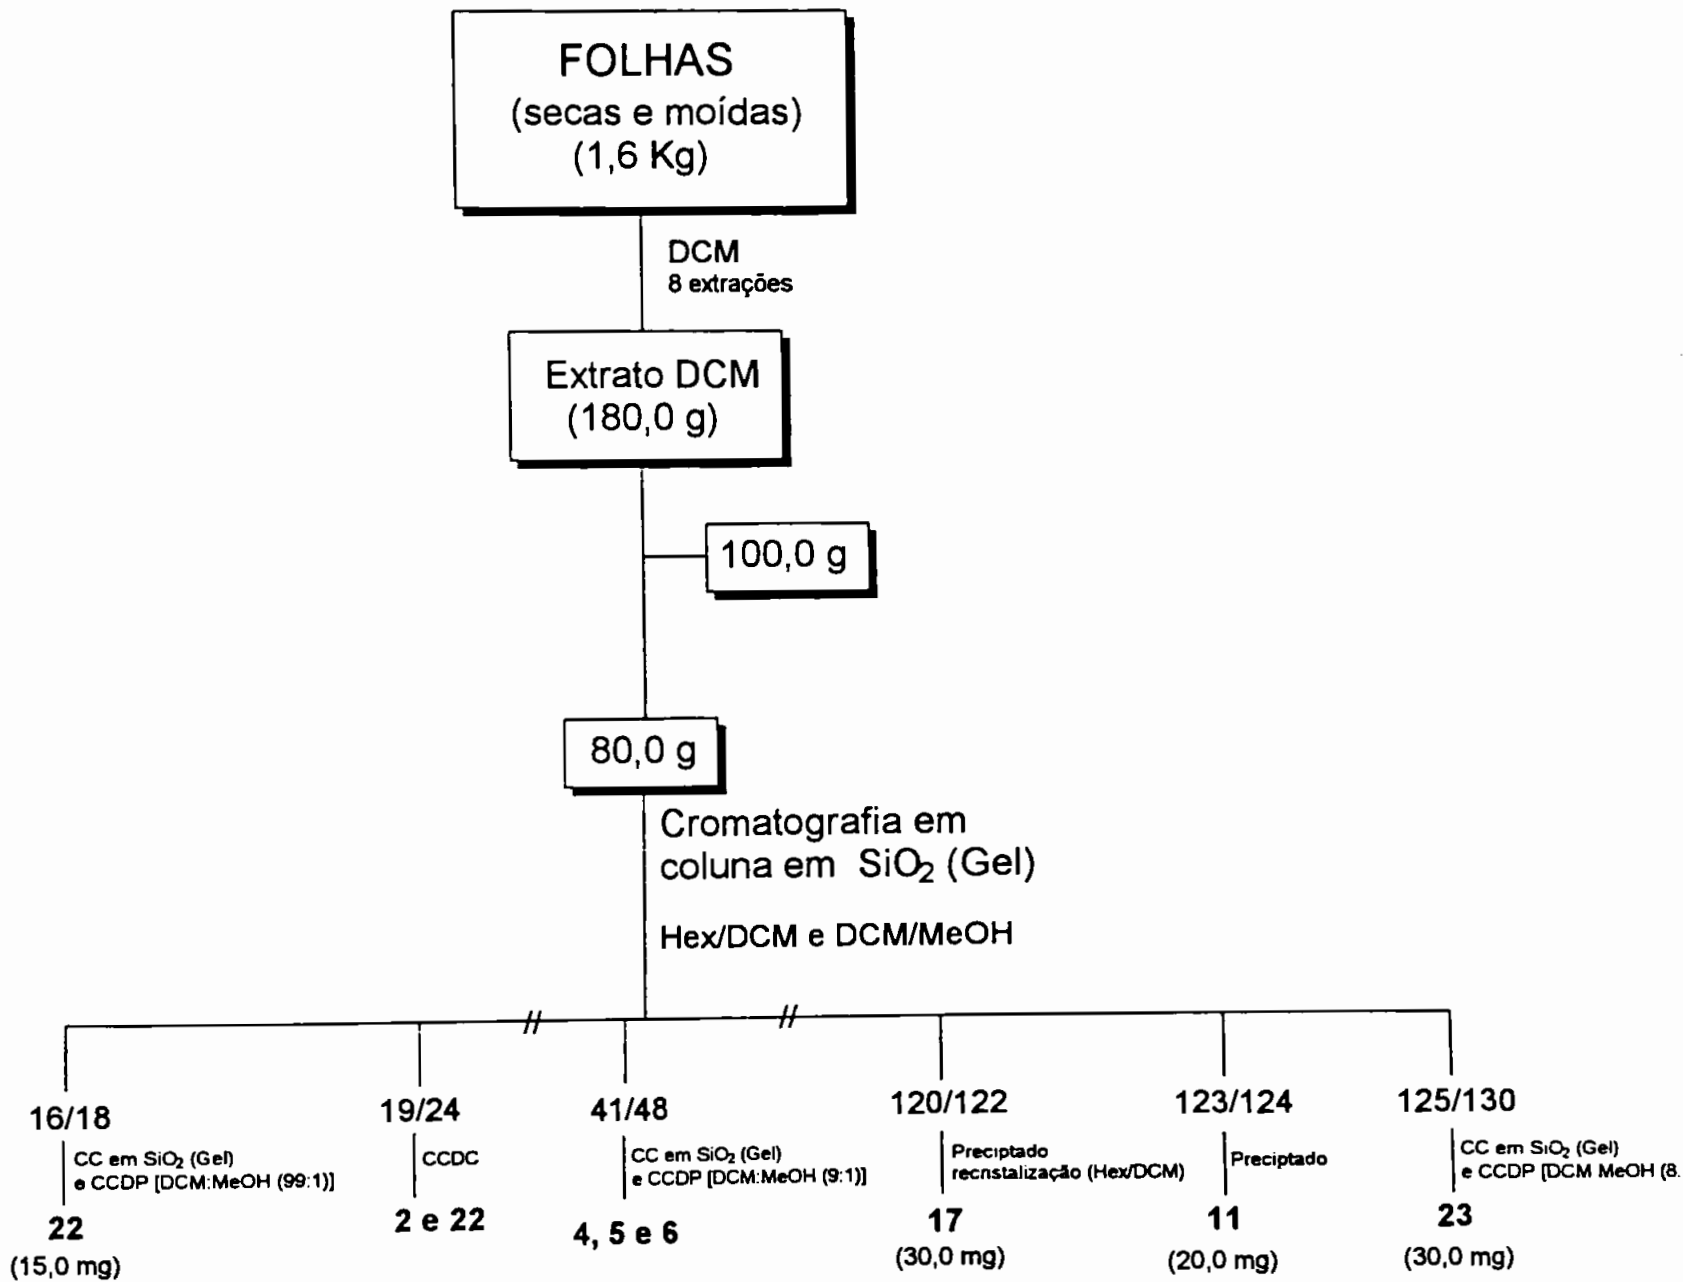 FOLHAS
(secas e moídas)
(1,6 Kg)
DCM
8 extrações
Extrato DCM
(180,0 g)
100,0 g
80,0 g
Cromatografia em
coluna em SiO₂ (Gel)
Hex/DCM e DCM/MeOH
16/18
CC em SiO₂ (Gel)
e CCDP [DCM:MeOH (99:1)]
22
(15,0 mg)
19/24
CCDC
2 e 22
41/48
CC em SiO₂ (Gel)
e CCDP [DCM:MeOH (9:1)]
4, 5 e 6
120/122
Preciptado
recristalização (Hex/DCM)
17
(30,0 mg)
123/124
Preciptado
11
(20,0 mg)
125/130
CC em SiO₂ (Gel)
e CCDP [DCM MeOH (8.
23
(30,0 mg)